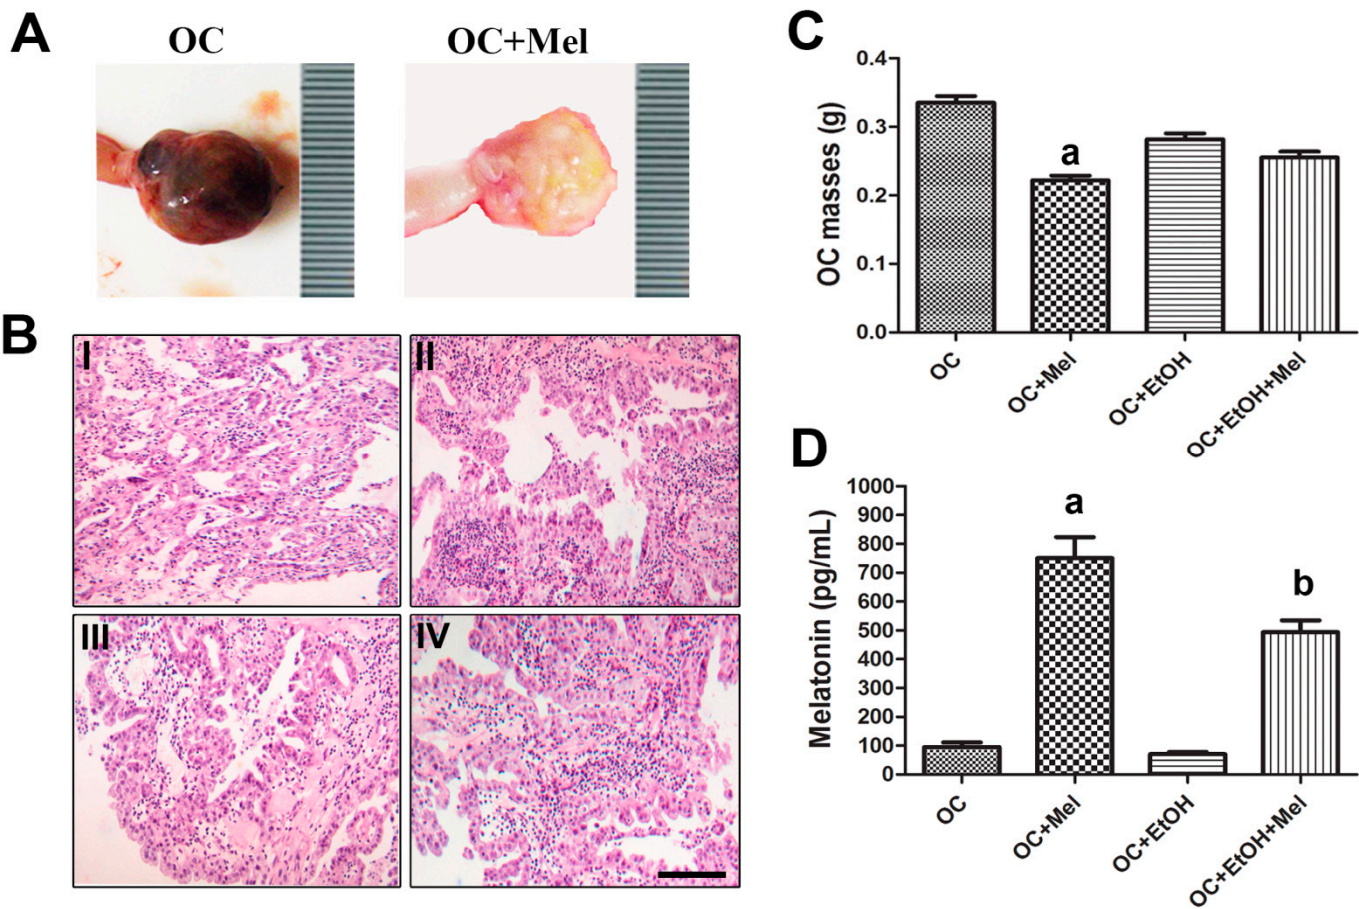 A
OC
OC+Mel
B
I
II
III
IV
C
OC masses (g)
0.4
0.3
0.2
0.1
0.0
a
OC
OC+Mel
OC+EtOH
OC+EtOH+Mel
D
Melatonin (pg/mL)
1000
900
800
700
600
500
400
300
200
100
0
a
b
OC
OC+Mel
OC+EtOH
OC+EtOH+Mel